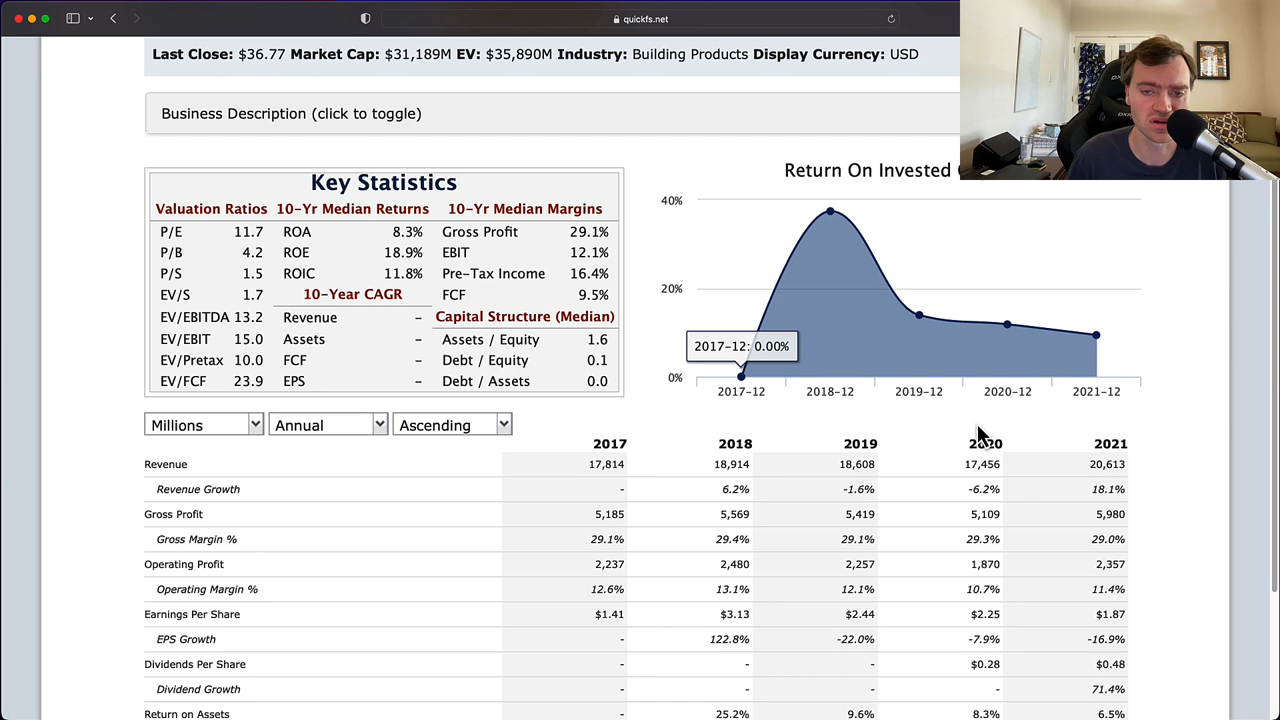 quickfs.net
Last Close: $36.77 Market Cap: $31,189M EV: $35,890M Industry: Building Products Display Currency: USD
Business Description (click to toggle)
Key Statistics
Valuation Ratios 10-Yr Median Returns 10-Yr Median Margins
P/E 11.7 ROA 8.3% Gross Profit 29.1%
P/B 4.2 ROE 18.9% EBIT 12.1%
P/S 1.5 ROIC 11.8% Pre-Tax Income 16.4%
EV/S 1.7 10-Year CAGR FCF 9.5%
EV/EBITDA 13.2 Revenue – Capital Structure (Median)
EV/EBIT 15.0 Assets – Assets / Equity 1.6
EV/Pretax 10.0 FCF – Debt / Equity 0.1
EV/FCF 23.9 EPS – Debt / Assets 0.0
Return On Invested
40%
20%
0%
2017-12: 0.00%
2017-12 2018-12 2019-12 2020-12 2021-12
Millions Annual Ascending
2017 2018 2019 2020 2021
Revenue 17,814 18,914 18,608 17,456 20,613
Revenue Growth - 6.2% -1.6% -6.2% 18.1%
Gross Profit 5,185 5,569 5,419 5,109 5,980
Gross Margin % 29.1% 29.4% 29.1% 29.3% 29.0%
Operating Profit 2,237 2,480 2,257 1,870 2,357
Operating Margin % 12.6% 13.1% 12.1% 10.7% 11.4%
Earnings Per Share $1.41 $3.13 $2.44 $2.25 $1.87
EPS Growth - 122.8% -22.0% -7.9% -16.9%
Dividends Per Share - - - $0.28 $0.48
Dividend Growth - - - - 71.4%
Return on Assets - 25.2% 9.6% 8.3% 6.5%